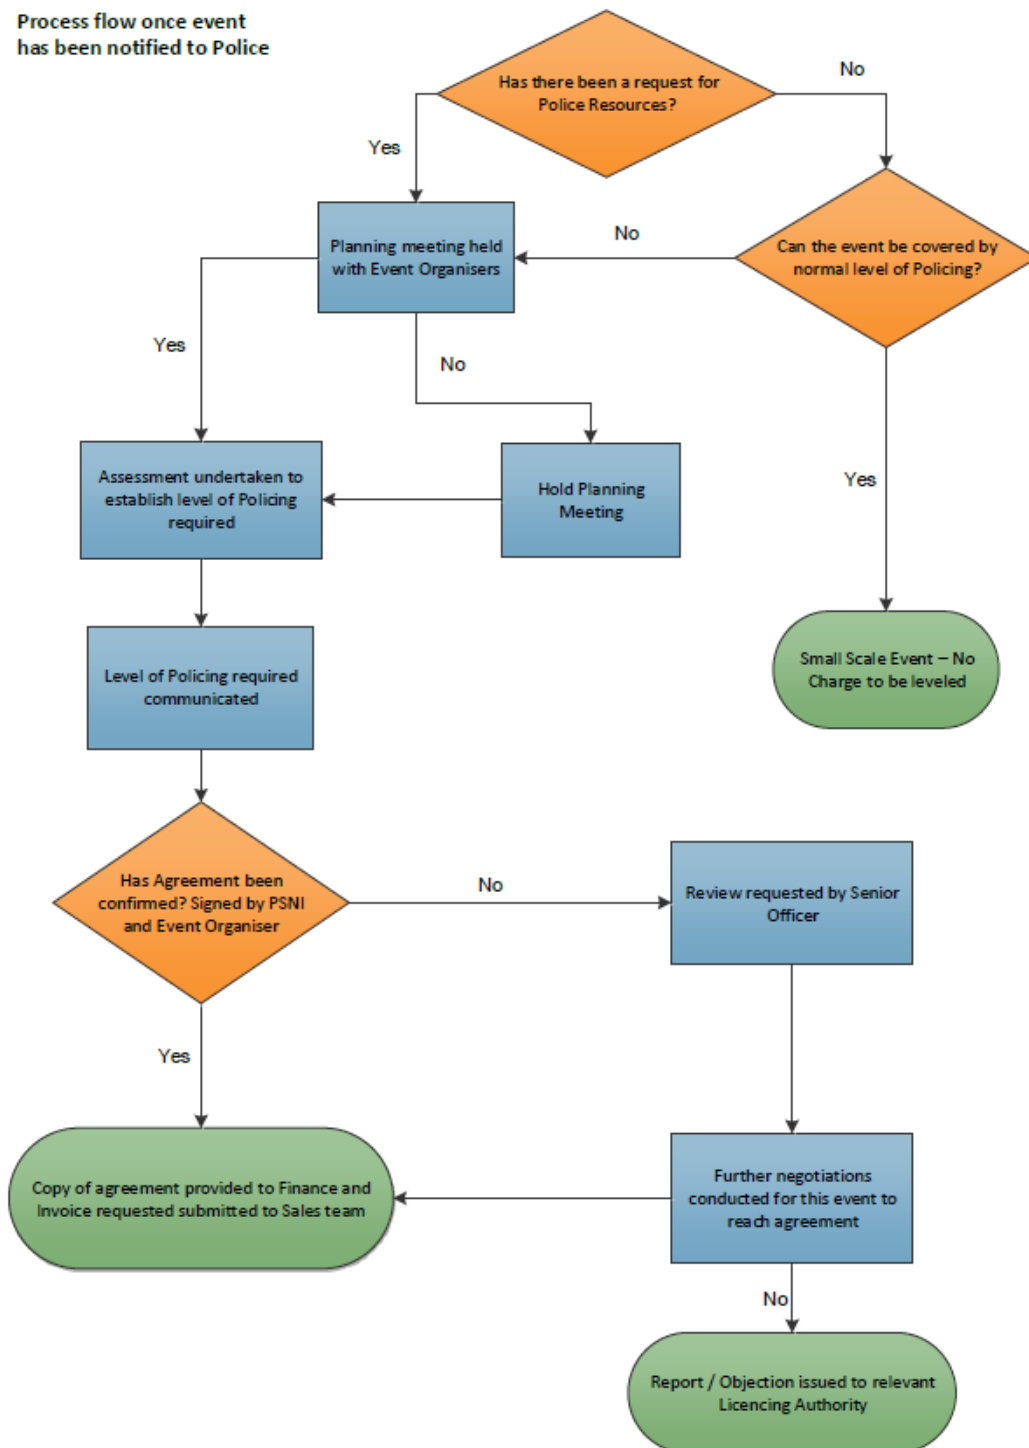 Process flow once event
has been notified to Police
Has there been a request for
Police Resources?
No
Yes
Planning meeting held
with Event Organisers
No
Can the event be covered by
normal level of Policing?
Yes
No
Assessment undertaken to
establish level of Policing
required
Hold Planning
Meeting
Yes
Level of Policing required
communicated
Small Scale Event – No
Charge to be leveled
Has Agreement been
confirmed? Signed by PSNI
and Event Organiser
No
Review requested by Senior
Officer
Yes
Copy of agreement provided to Finance and
Invoice requested submitted to Sales team
Further negotiations
conducted for this event to
reach agreement
No
Report / Objection issued to relevant
Licencing Authority